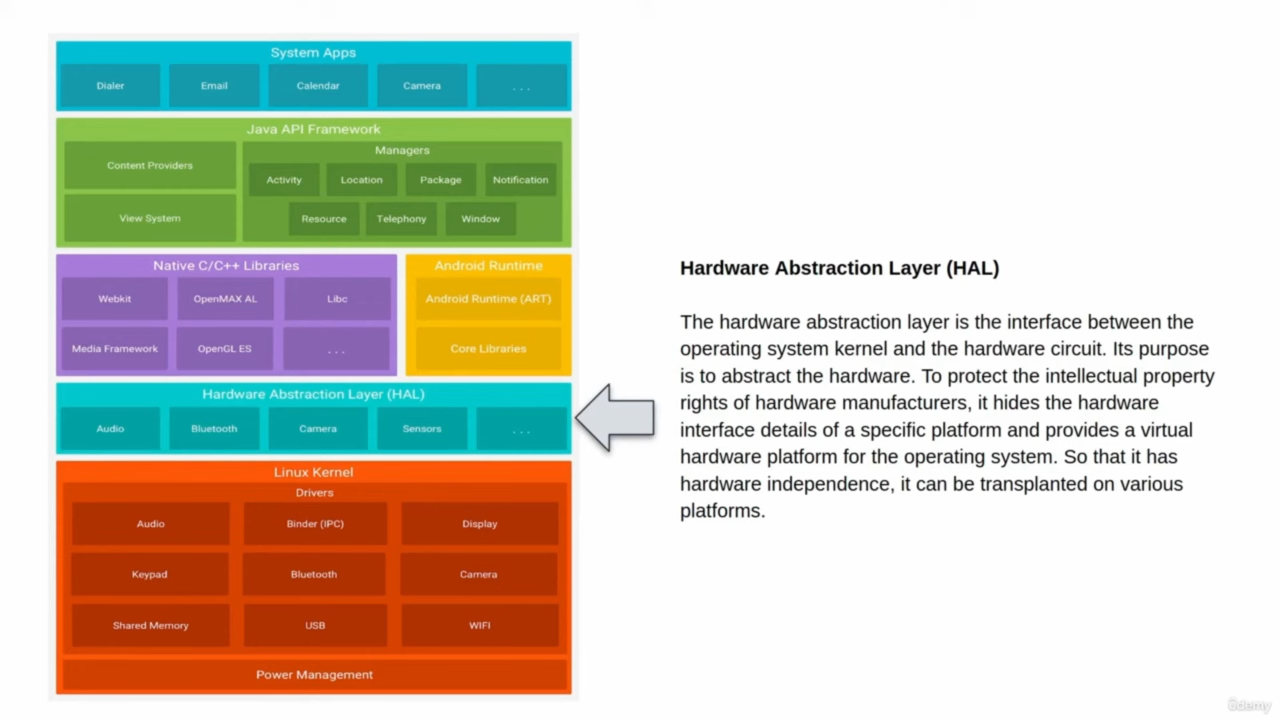 System Apps
Dialer Email Calendar Camera . . .
Java API Framework
Content Providers
View System
Managers
Activity Location Package Notification
Resource Telephony Window
Native C/C++ Libraries
Webkit OpenMAX AL Libc
Media Framework OpenGL ES . . .
Android Runtime
Android Runtime (ART)
Core Libraries
Hardware Abstraction Layer (HAL)
Audio Bluetooth Camera Sensors . . .
Linux Kernel
Drivers
Audio Binder (IPC) Display
Keypad Bluetooth Camera
Shared Memory USB WIFI
Power Management
Hardware Abstraction Layer (HAL)
The hardware abstraction layer is the interface between the
operating system kernel and the hardware circuit. Its purpose
is to abstract the hardware. To protect the intellectual property
rights of hardware manufacturers, it hides the hardware
interface details of a specific platform and provides a virtual
hardware platform for the operating system. So that it has
hardware independence, it can be transplanted on various
platforms.
ûdemy